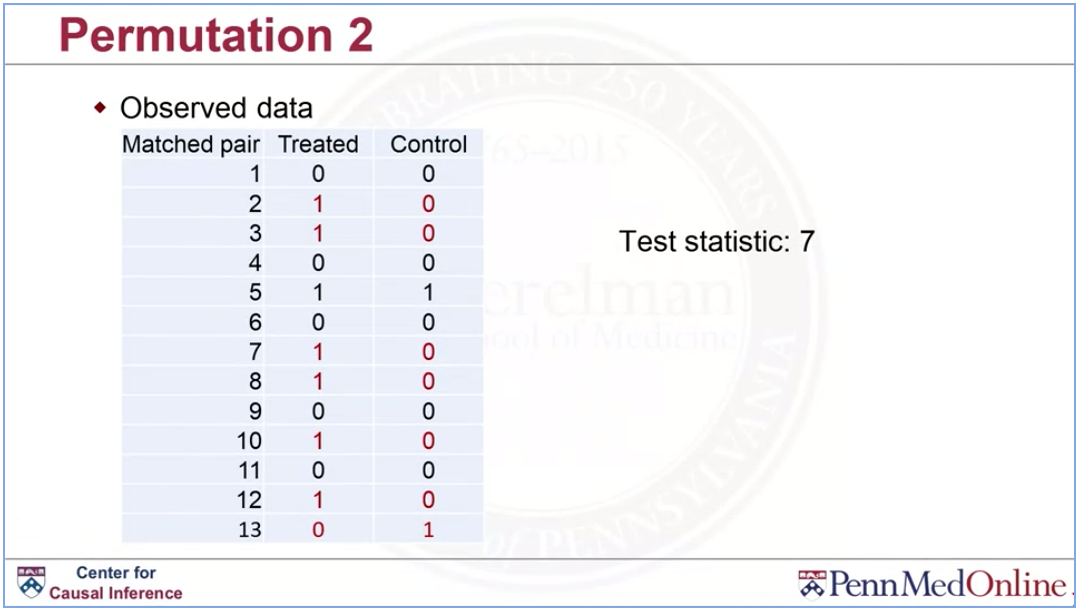 Permutation 2
Observed data
Matched pair Treated Control
1 0 0
2 1 0
3 1 0
4 0 0
5 1 1
6 0 0
7 1 0
8 1 0
9 0 0
10 1 0
11 0 0
12 1 0
13 0 1
Test statistic: 7
Center for
Causal Inference
PennMedOnline